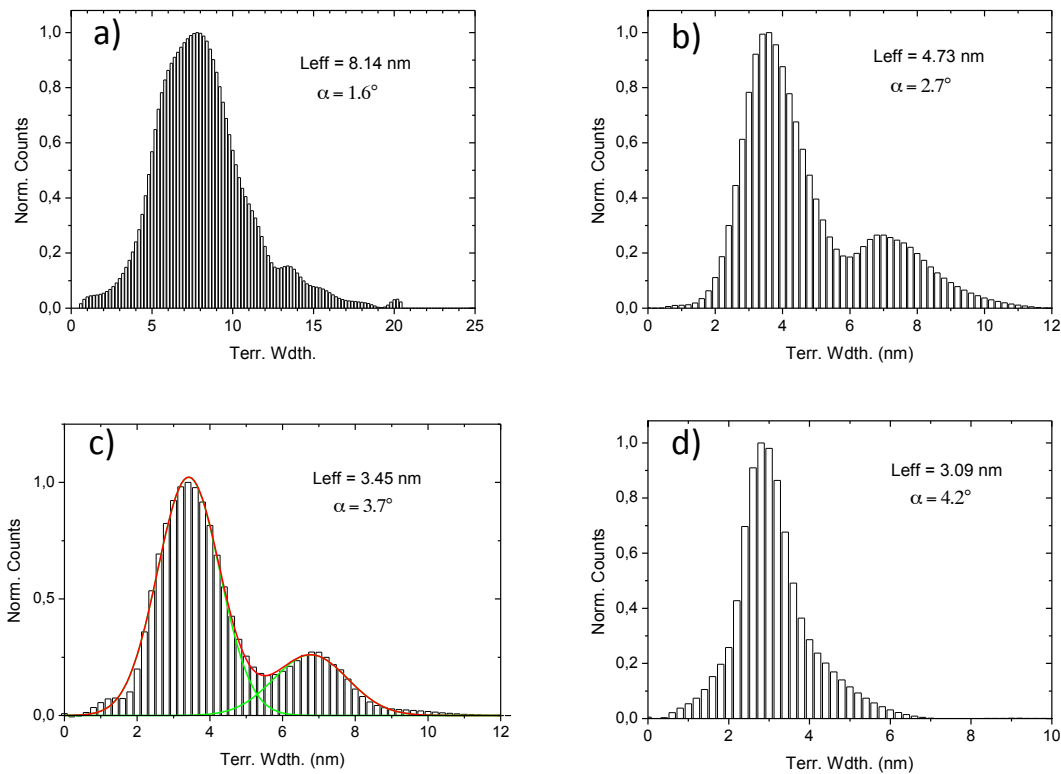 a)
Leff = 8.14 nm
α = 1.6°
Norm. Counts
1,0
0,8
0,6
0,4
0,2
0,0
0 5 10 15 20 25
Terr. Wdth.
b)
Leff = 4.73 nm
α = 2.7°
Norm. Counts
1,0
0,8
0,6
0,4
0,2
0,0
0 2 4 6 8 10 12
Terr. Wdth. (nm)
c)
Leff = 3.45 nm
α = 3.7°
Norm. Counts
1,0
0,5
0,0
0 2 4 6 8 10 12
Terr. Wdth. (nm)
d)
Leff = 3.09 nm
α = 4.2°
Norm. Counts
1,0
0,8
0,6
0,4
0,2
0,0
0 2 4 6 8 10
Terr. Wdth. (nm)